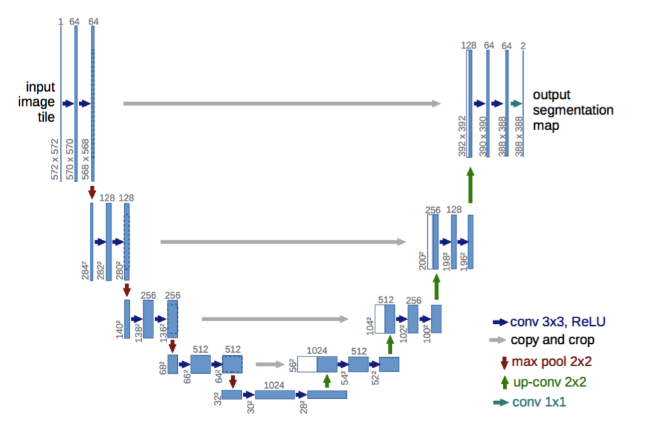 1 64 64
128 64 64 2
input
image
tile
output
segmentation
map
572 x 572
570 x 570
568 x 568
392 x 392
390 x 390
388 x 388
388 x 388
128 128
256 128
284²
282²
280²
200²
198²
196²
256 256
512 256
140²
138²
136²
104²
102²
100²
512 512
1024 512
68²
66²
64²
56²
54²
52²
1024
32²
30²
28²
conv 3x3, ReLU
copy and crop
max pool 2x2
up-conv 2x2
conv 1x1